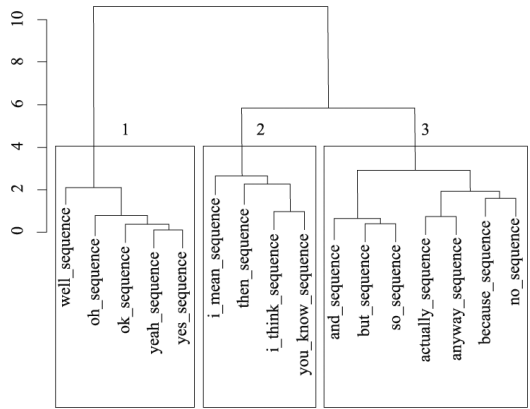 10
8
6
4
2
0
1
2
3
well_sequence
oh_sequence
ok_sequence
yeah_sequence
yes_sequence
i_mean_sequence
then_sequence
i_think_sequence
you_know_sequence
and_sequence
but_sequence
so_sequence
actually_sequence
anyway_sequence
because_sequence
no_sequence